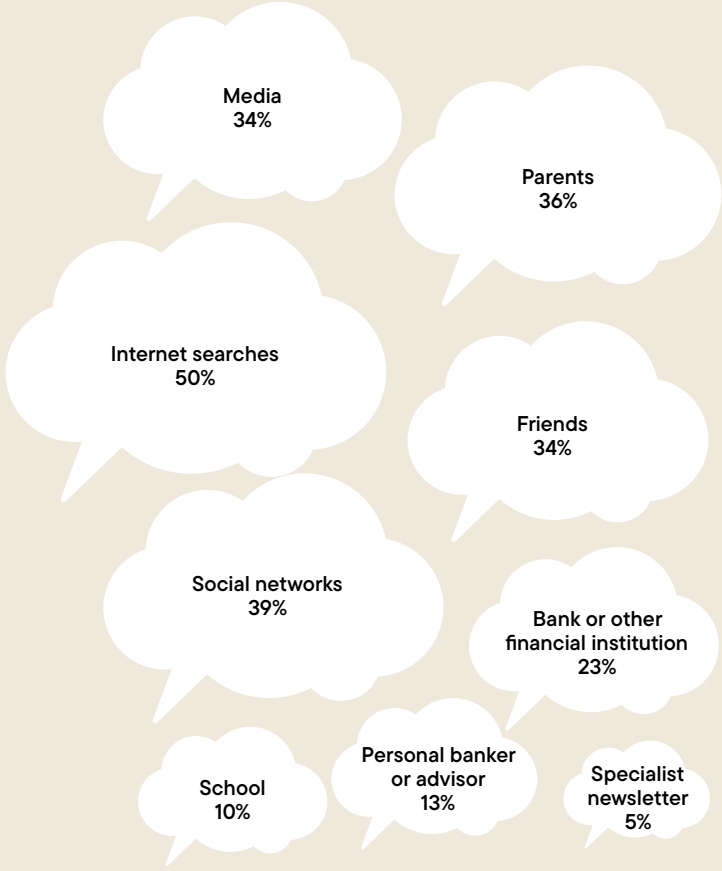 Media
34%
Parents
36%
Internet searches
50%
Friends
34%
Social networks
39%
Bank or other
financial institution
23%
Personal banker
or advisor
13%
School
10%
Specialist
newsletter
5%